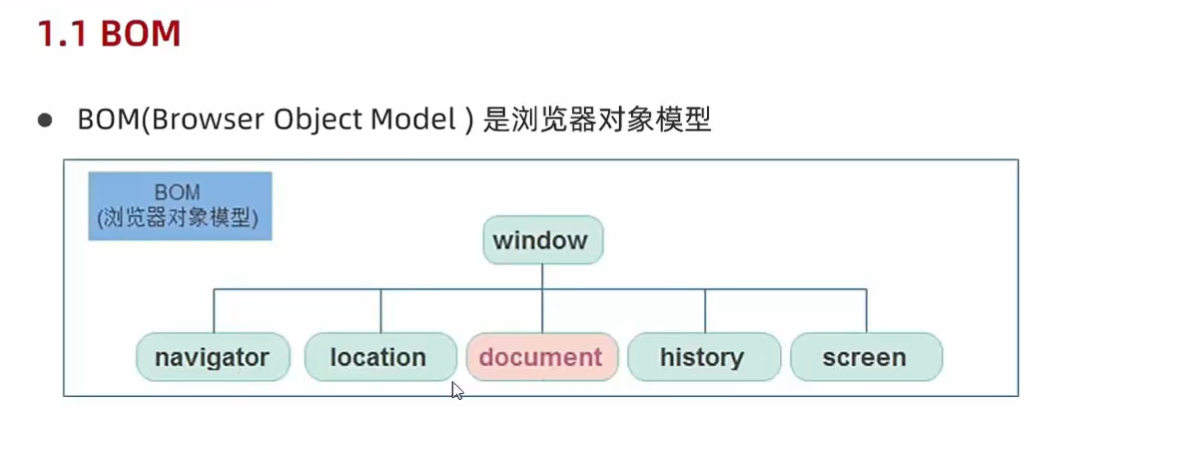 1.1 BOM
● BOM(Browser Object Model ) 是浏览器对象模型
BOM
(浏览器对象模型)
window
navigator
location
document
history
screen